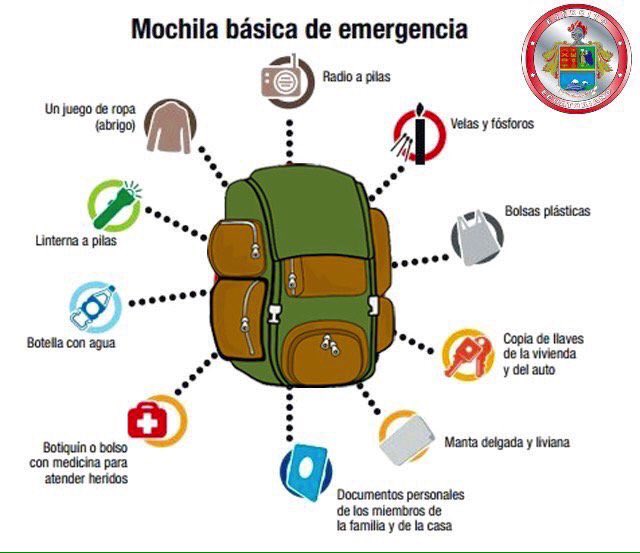 Mochila básica de emergencia
Radio a pilas
Un juego de ropa
(abrigo)
Velas y fósforos
Bolsas plásticas
Linterna a pilas
Botella con agua
Copia de llaves
de la vivienda
y del auto
Manta delgada y liviana
Botiquín o bolso
con medicina para
atender heridos
Documentos personales
de los miembros de
la familia y de la casa